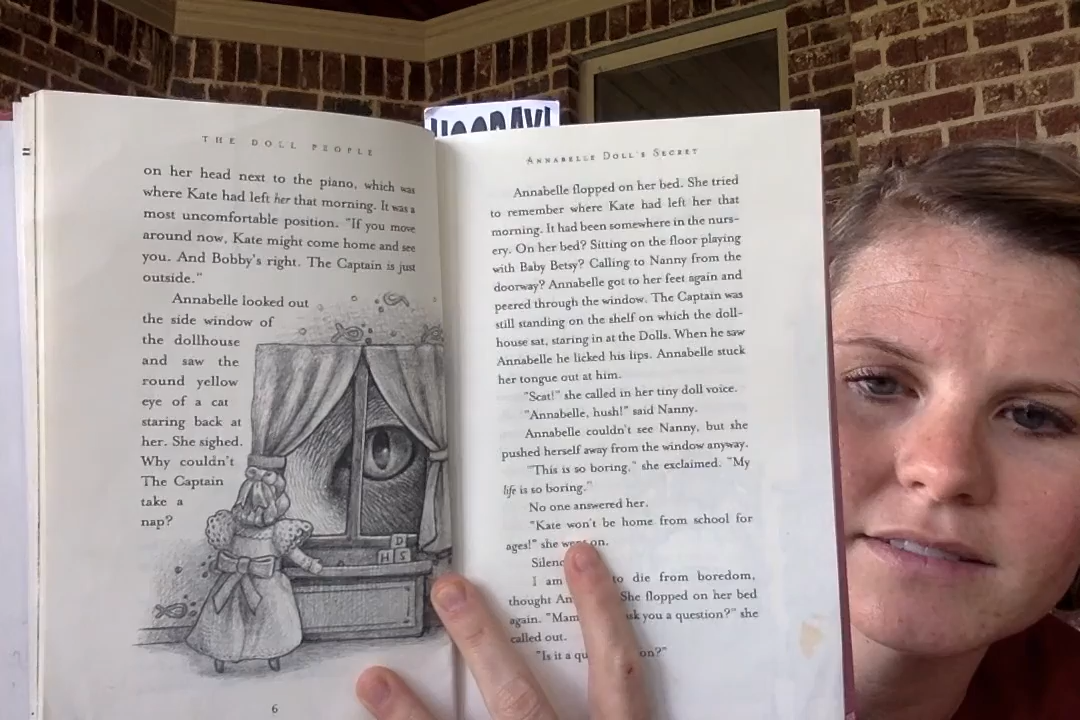 HOORAY!
THE DOLL PEOPLE
on her head next to the piano, which was
where Kate had left her that morning. It was a
most uncomfortable position. "If you move
around now, Kate might come home and see
you. And Bobby's right. The Captain is just
outside."
Annabelle looked out
the side window of
the dollhouse
and saw the
round yellow
eye of a cat
staring back at
her. She sighed.
Why couldn't
The Captain
take a
nap?
D
H S
6
ANNABELLE DOLL'S SECRET
Annabelle flopped on her bed. She tried
to remember where Kate had left her that
morning. It had been somewhere in the nurs-
ery. On her bed? Sitting on the floor playing
with Baby Betsy? Calling to Nanny from the
doorway? Annabelle got to her feet again and
peered through the window. The Captain was
still standing on the shelf on which the doll-
house sat, staring in at the Dolls. When he saw
Annabelle he licked his lips. Annabelle stuck
her tongue out at him.
"Scat!" she called in her tiny doll voice.
"Annabelle, hush!" said Nanny.
Annabelle couldn't see Nanny, but she
pushed herself away from the window anyway.
"This is so boring," she exclaimed. "My
life is so boring."
No one answered her.
"Kate won't be home from school for
ages!" she went on.
I am to die from boredom,
thought She flopped on her bed
again. you a question?" she
called out.
"Is it a